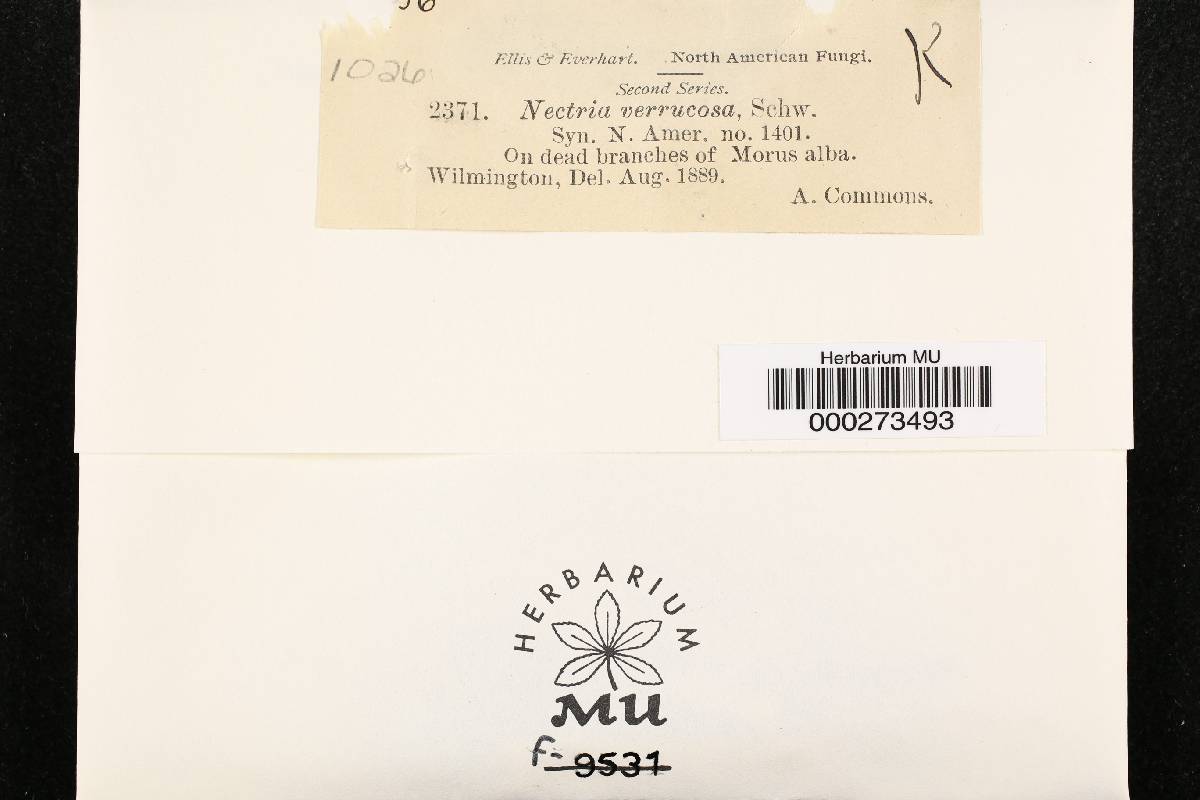 1026
K
Ellis & Everhart. North American Fungi.
Second Series.
2371. Nectria verrucosa, Schw.
Syn. N. Amer. no. 1401.
On dead branches of Morus alba.
Wilmington, Del. Aug. 1889.
A. Commons.
Herbarium MU
000273493
HERBARIUM
MU
F-9531